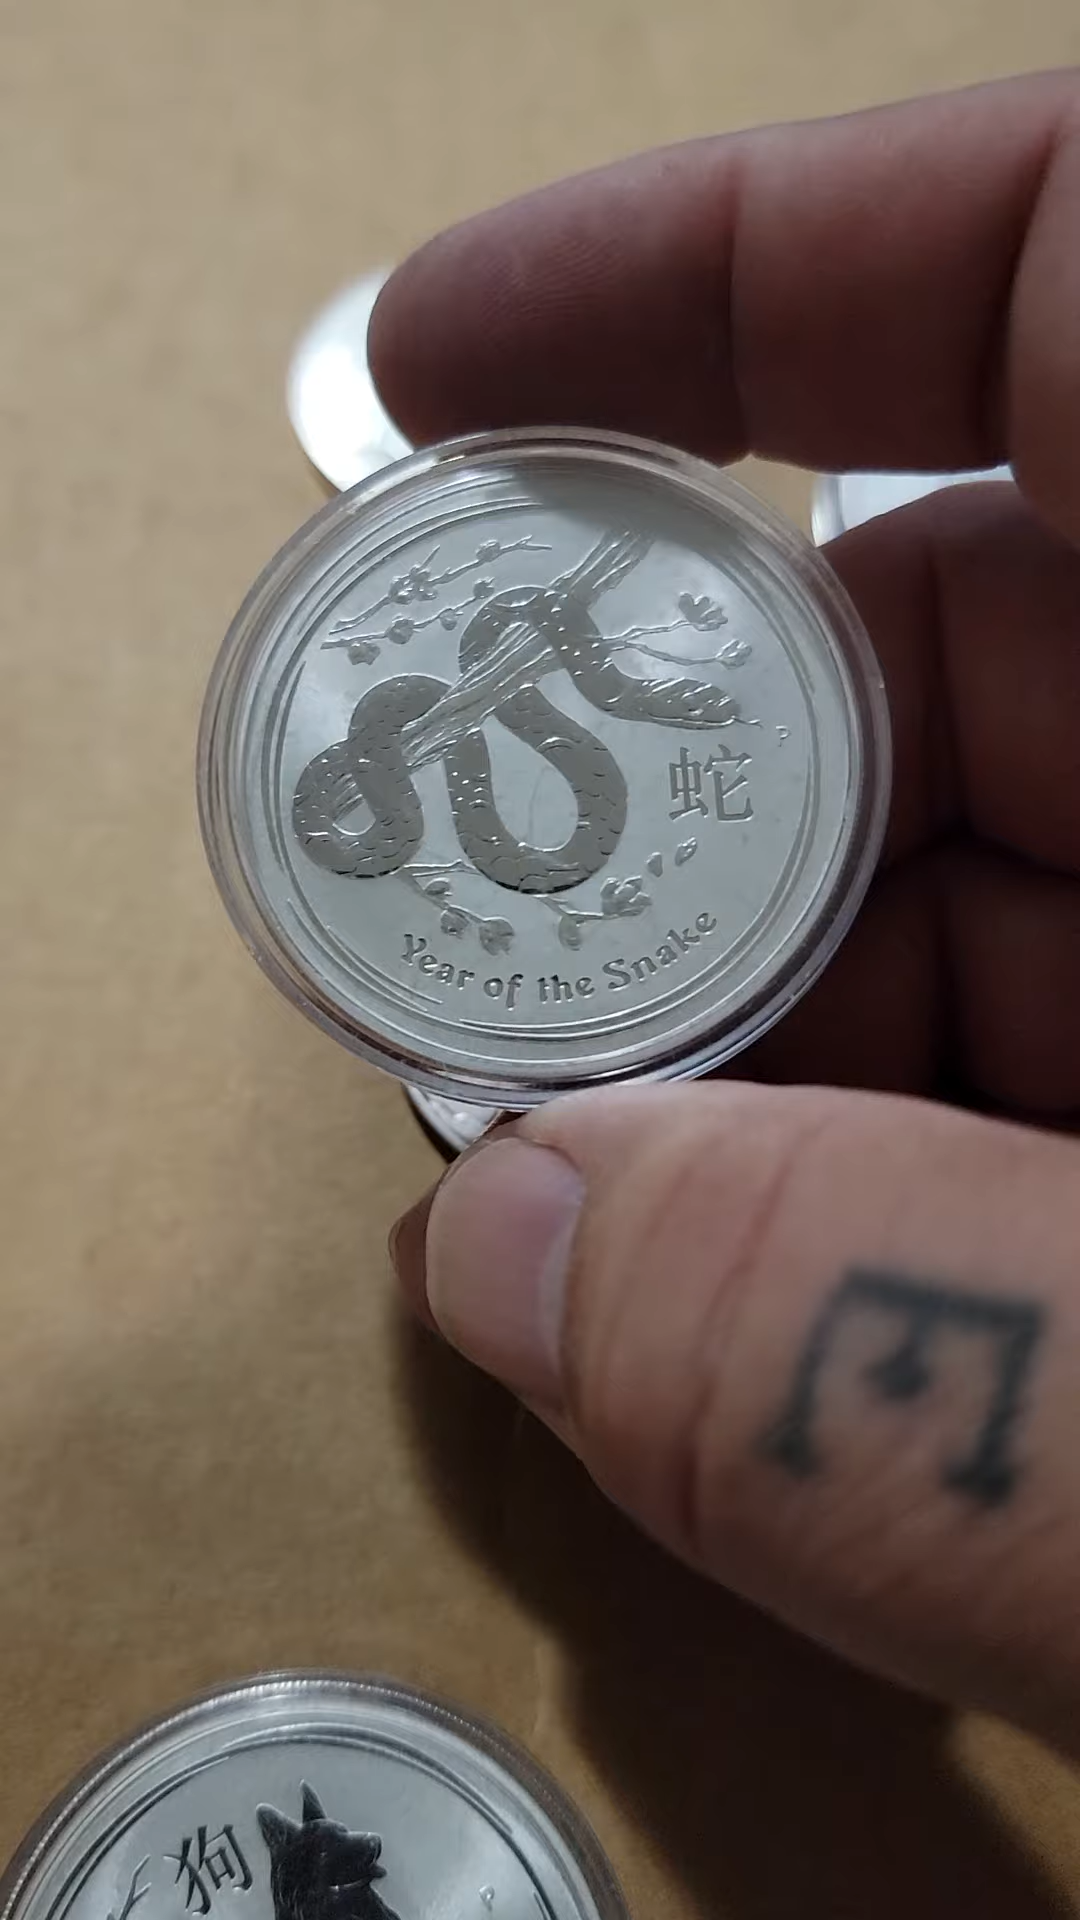 P
蛇
Year of the Snake
狗
P